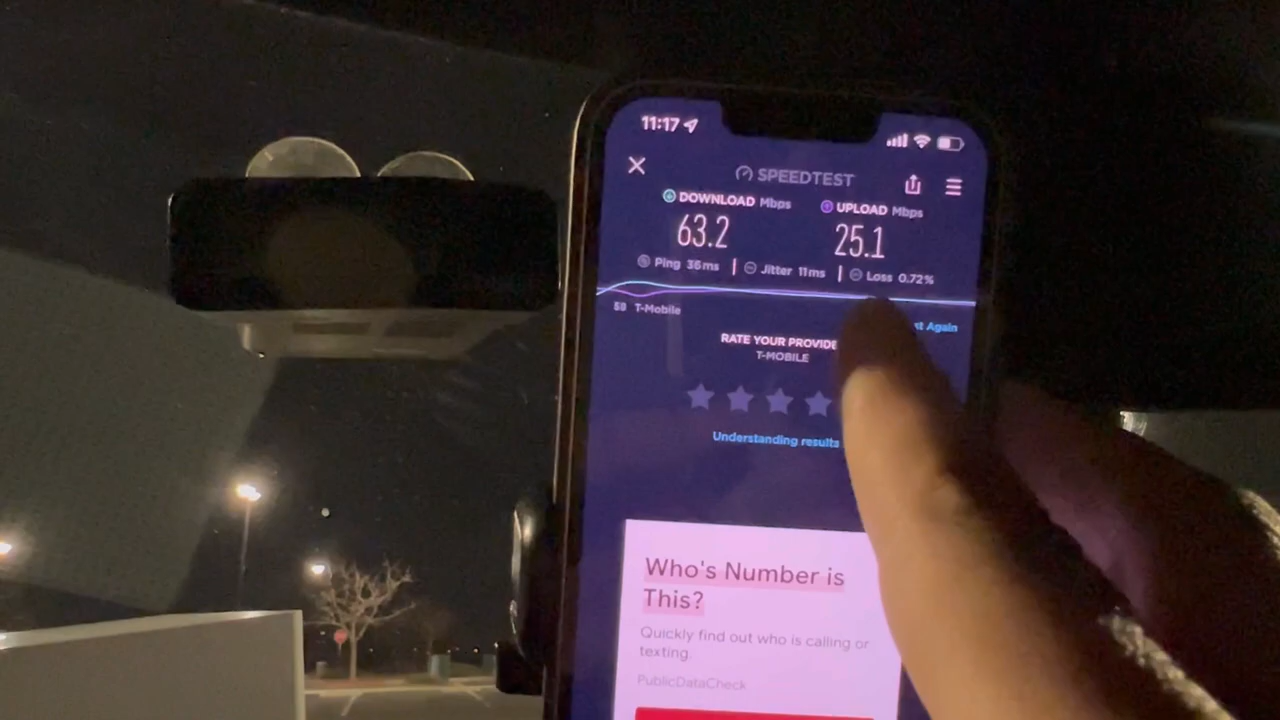 11:17
SPEEDTEST
DOWNLOAD Mbps
UPLOAD Mbps
63.2
25.1
Ping 36ms
Jitter 11ms
Loss 0.72%
T-Mobile
st Again
RATE YOUR PROVIDE
T-MOBILE
Understanding results
Who's Number is
This?
Quickly find out who is calling or
texting.
PublicDataCheck